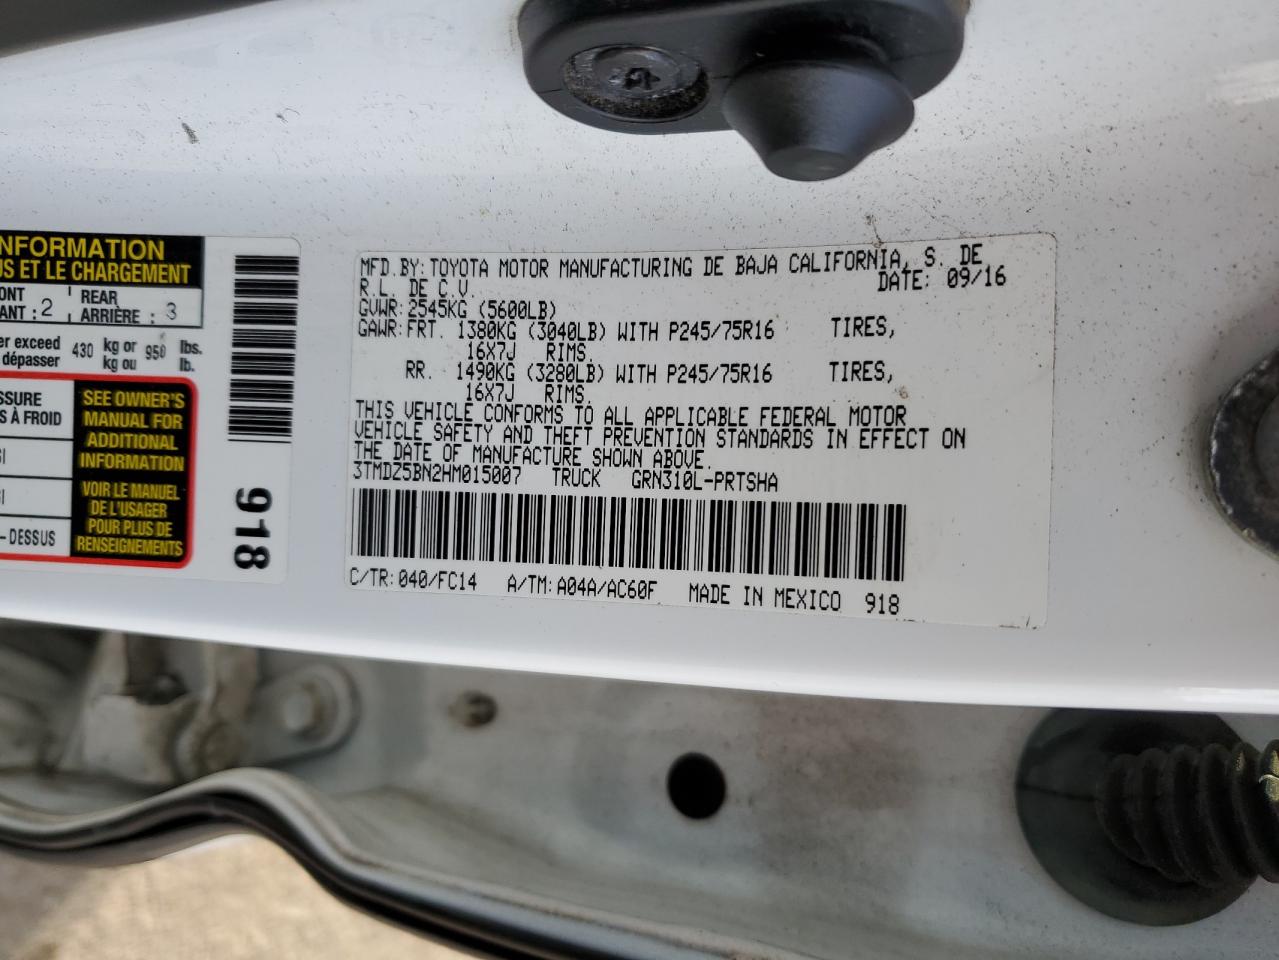 NFORMATION
US ET LE CHARGEMENT
ONT
ANT : 2
REAR
ARRIÈRE : 3
er exceed
dépasser 430 kg or
kg ou 950 lbs.
lb.
SSURE
S À FROID
SI
SI
- DESSUS
SEE OWNER'S
MANUAL FOR
ADDITIONAL
INFORMATION
VOIR LE MANUEL
DE L'USAGER
POUR PLUS DE
RENSEIGNEMENTS
918
MFD. BY: TOYOTA MOTOR MANUFACTURING DE BAJA CALIFORNIA, S. DE
R.L. DE C.V. DATE: 09/16
GVWR: 2545KG (5600LB)
GAWR: FRT. 1380KG (3040LB) WITH P245/75R16 TIRES,
16X7J RIMS.
RR. 1490KG (3280LB) WITH P245/75R16 TIRES,
16X7J RIMS.
THIS VEHICLE CONFORMS TO ALL APPLICABLE FEDERAL MOTOR
VEHICLE SAFETY AND THEFT PREVENTION STANDARDS IN EFFECT ON
THE DATE OF MANUFACTURE SHOWN ABOVE.
3TMDZ5BN2HM015007 TRUCK GRN310L-PRTSHA
C/TR: 040/FC14 A/TM: A04A/AC60F MADE IN MEXICO 918